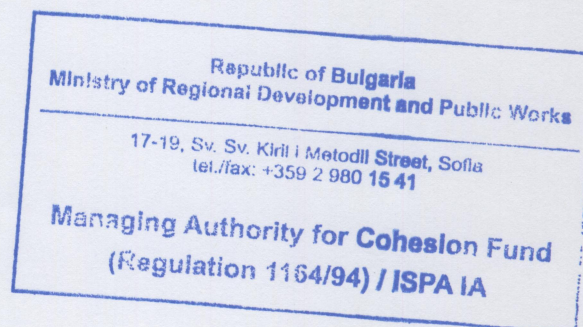 Republic of Bulgaria
Ministry of Regional Development and Public Works
17-19, Sv. Sv. Kiril i Metodii Street, Sofia
tel./fax: +359 2 980 15 41
Managing Authority for Cohesion Fund
(Regulation 1164/94) / ISPA IA